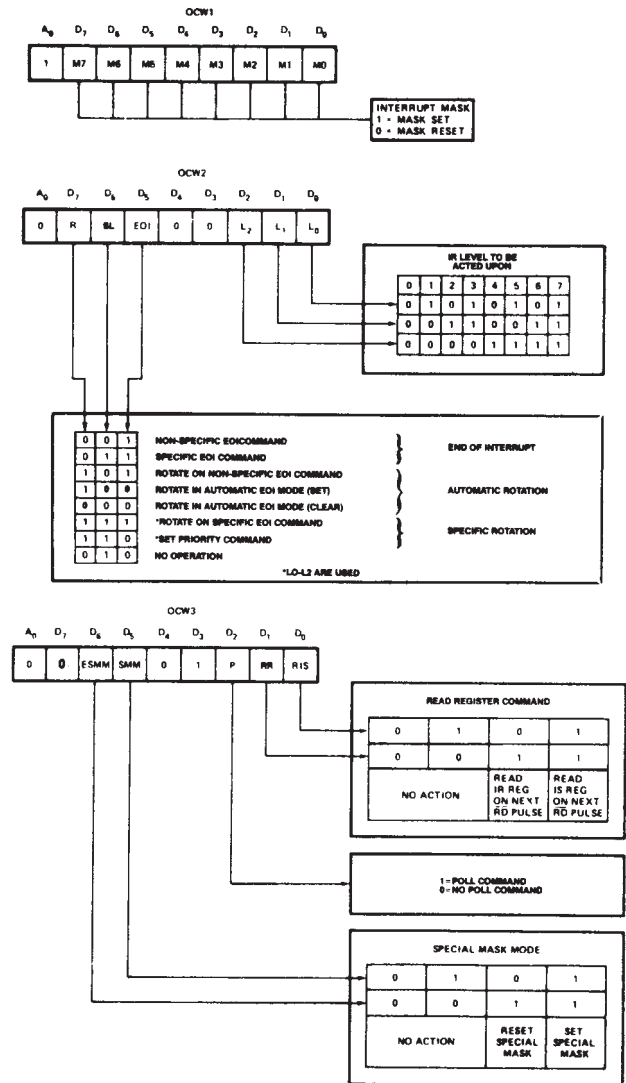 OCW1
A₀ D₇ D₆ D₅ D₄ D₃ D₂ D₁ D₀
1 M7 M6 M5 M4 M3 M2 M1 M0
INTERRUPT MASK
1 = MASK SET
0 = MASK RESET
OCW2
A₀ D₇ D₆ D₅ D₄ D₃ D₂ D₁ D₀
0 R SL EOI 0 0 L₂ L₁ L₀
IR LEVEL TO BE
ACTED UPON
0 1 2 3 4 5 6 7
0 1 0 1 0 1 0 1
0 0 1 1 0 0 1 1
0 0 0 0 1 1 1 1
0 0 1 NON-SPECIFIC EOICOMMAND
0 1 1 SPECIFIC EOI COMMAND
END OF INTERRUPT
1 0 1 ROTATE ON NON-SPECIFIC EOI COMMAND
1 0 0 ROTATE IN AUTOMATIC EOI MODE (SET)
0 0 0 ROTATE IN AUTOMATIC EOI MODE (CLEAR)
AUTOMATIC ROTATION
1 1 1 *ROTATE ON SPECIFIC EOI COMMAND
1 1 0 *SET PRIORITY COMMAND
SPECIFIC ROTATION
0 1 0 NO OPERATION
*LO-L2 ARE USED
OCW3
A₀ D₇ D₆ D₅ D₄ D₃ D₂ D₁ D₀
0 0 ESMM SMM 0 1 P RR RIS
READ REGISTER COMMAND
0 1 0 1
0 0 1 1
NO ACTION
READ
IR REG
ON NEXT
R̅D̅ PULSE
READ
IS REG
ON NEXT
R̅D̅ PULSE
1 = POLL COMMAND
0 = NO POLL COMMAND
SPECIAL MASK MODE
0 1 0 1
0 0 1 1
NO ACTION
RESET
SPECIAL
MASK
SET
SPECIAL
MASK